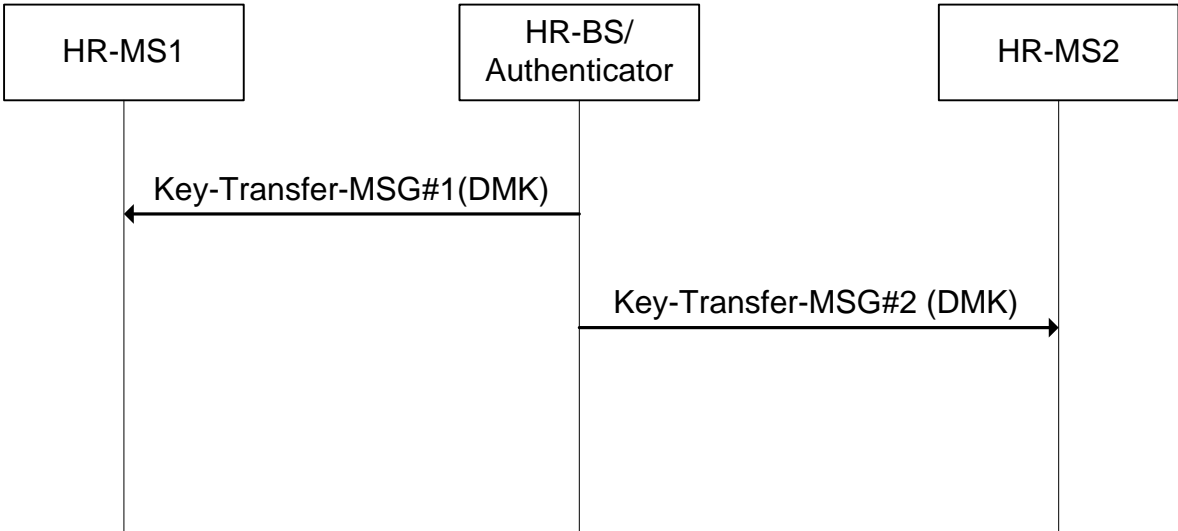 HR-MS1
HR-BS/
Authenticator
HR-MS2
Key-Transfer-MSG#1(DMK)
Key-Transfer-MSG#2 (DMK)